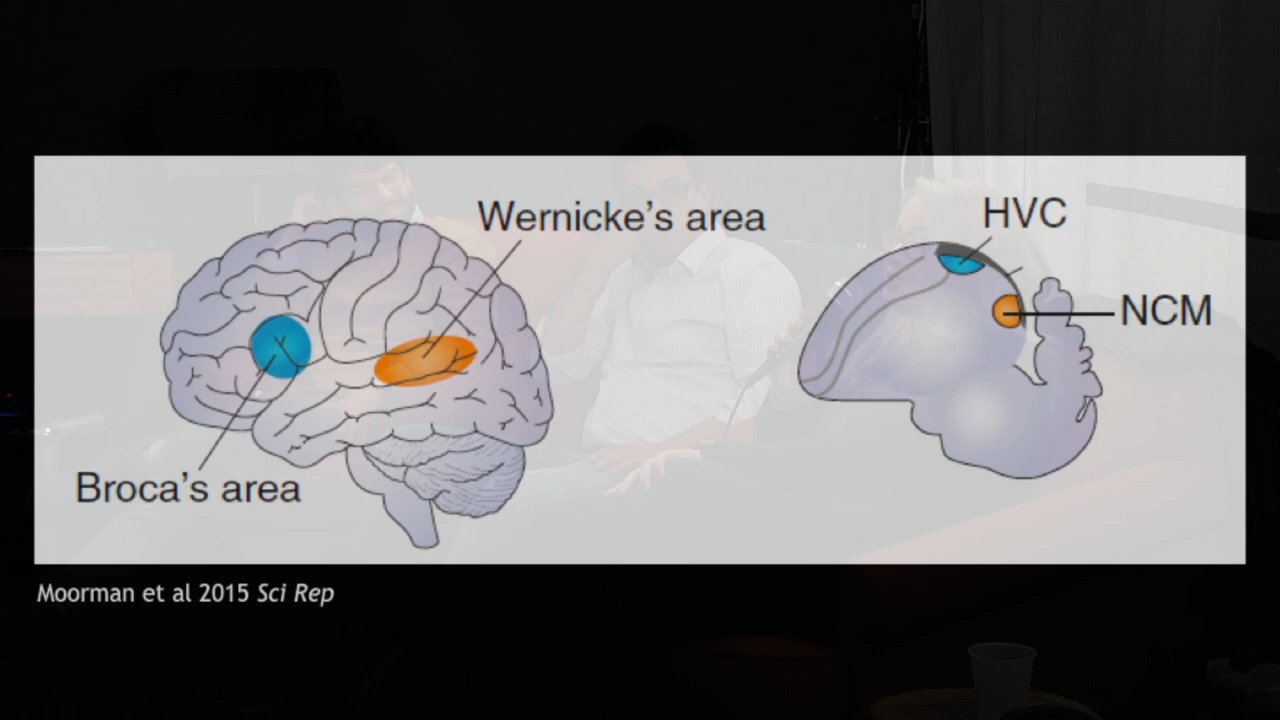 Wernicke's area
HVC
NCM
Broca's area
Moorman et al 2015 Sci Rep